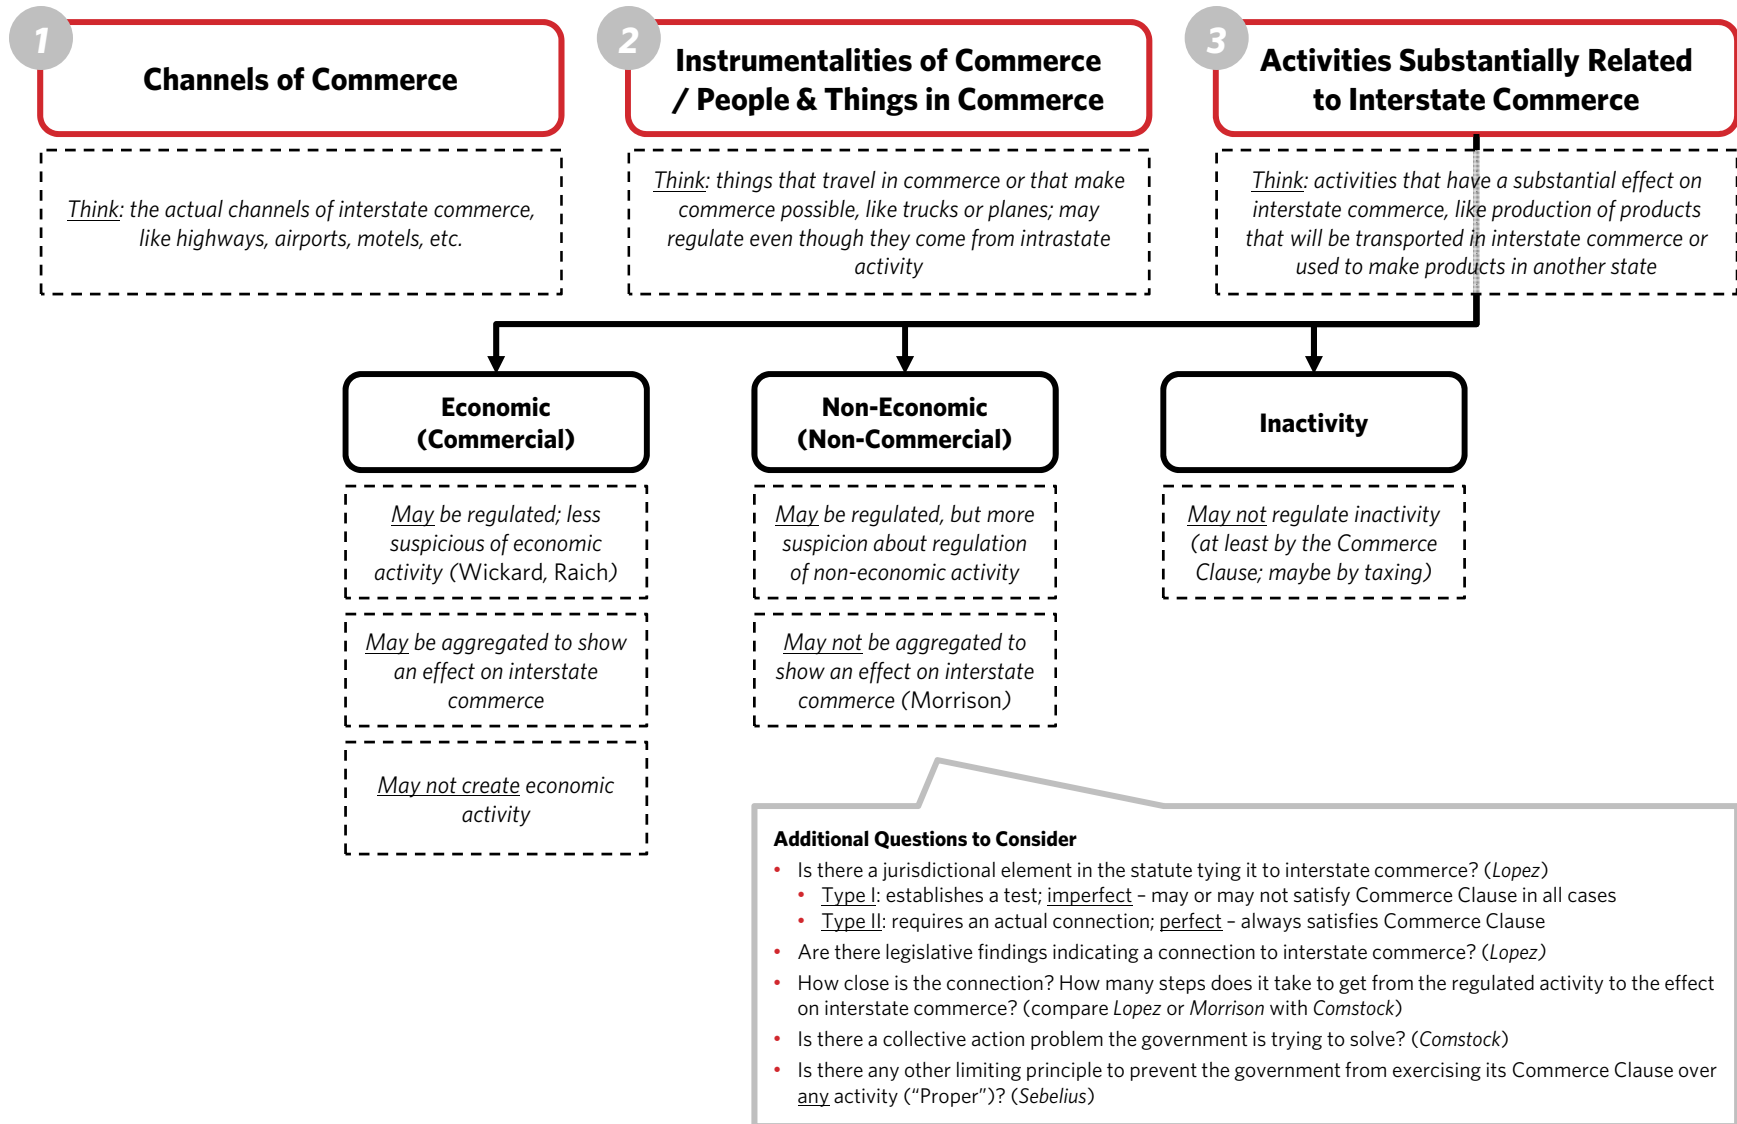 1
Channels of Commerce
Think: the actual channels of interstate commerce,
like highways, airports, motels, etc.
2
Instrumentalities of Commerce
/ People & Things in Commerce
Think: things that travel in commerce or that make
commerce possible, like trucks or planes; may
regulate even though they come from intrastate
activity
3
Activities Substantially Related
to Interstate Commerce
Think: activities that have a substantial effect on
interstate commerce, like production of products
that will be transported in interstate commerce or
used to make products in another state
Economic
(Commercial)
May be regulated; less
suspicious of economic
activity (Wickard, Raich)
May be aggregated to show
an effect on interstate
commerce
May not create economic
activity
Non-Economic
(Non-Commercial)
May be regulated, but more
suspicion about regulation
of non-economic activity
May not be aggregated to
show an effect on interstate
commerce (Morrison)
Inactivity
May not regulate inactivity
(at least by the Commerce
Clause; maybe by taxing)
Additional Questions to Consider
• Is there a jurisdictional element in the statute tying it to interstate commerce? (Lopez)
• Type I: establishes a test; imperfect – may or may not satisfy Commerce Clause in all cases
• Type II: requires an actual connection; perfect – always satisfies Commerce Clause
• Are there legislative findings indicating a connection to interstate commerce? (Lopez)
• How close is the connection? How many steps does it take to get from the regulated activity to the effect
on interstate commerce? (compare Lopez or Morrison with Comstock)
• Is there a collective action problem the government is trying to solve? (Comstock)
• Is there any other limiting principle to prevent the government from exercising its Commerce Clause over
any activity (“Proper”)? (Sebelius)